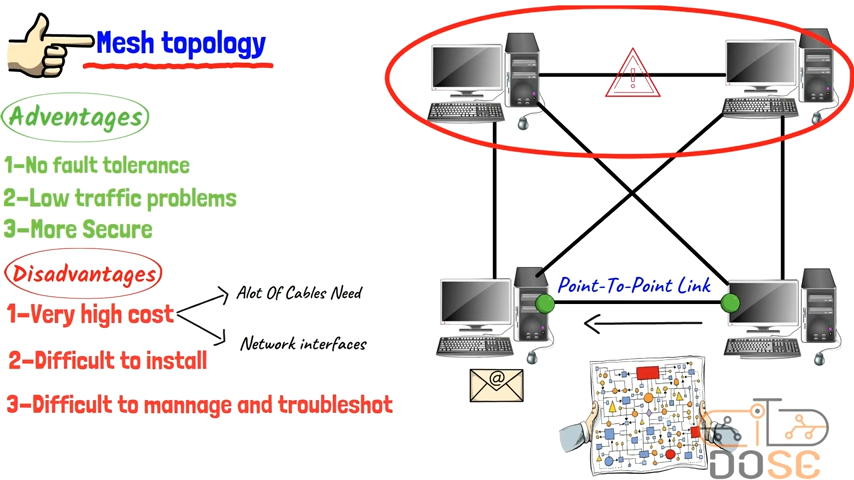 Mesh topology
Adventages
1-No fault tolerance
2-Low traffic problems
3-More Secure
Disadvantages
1-Very high cost
Alot Of Cables Need
Network interfaces
2-Difficult to install
3-Difficult to mannage and troubleshot
!
Point-To-Point Link
@
DOSE